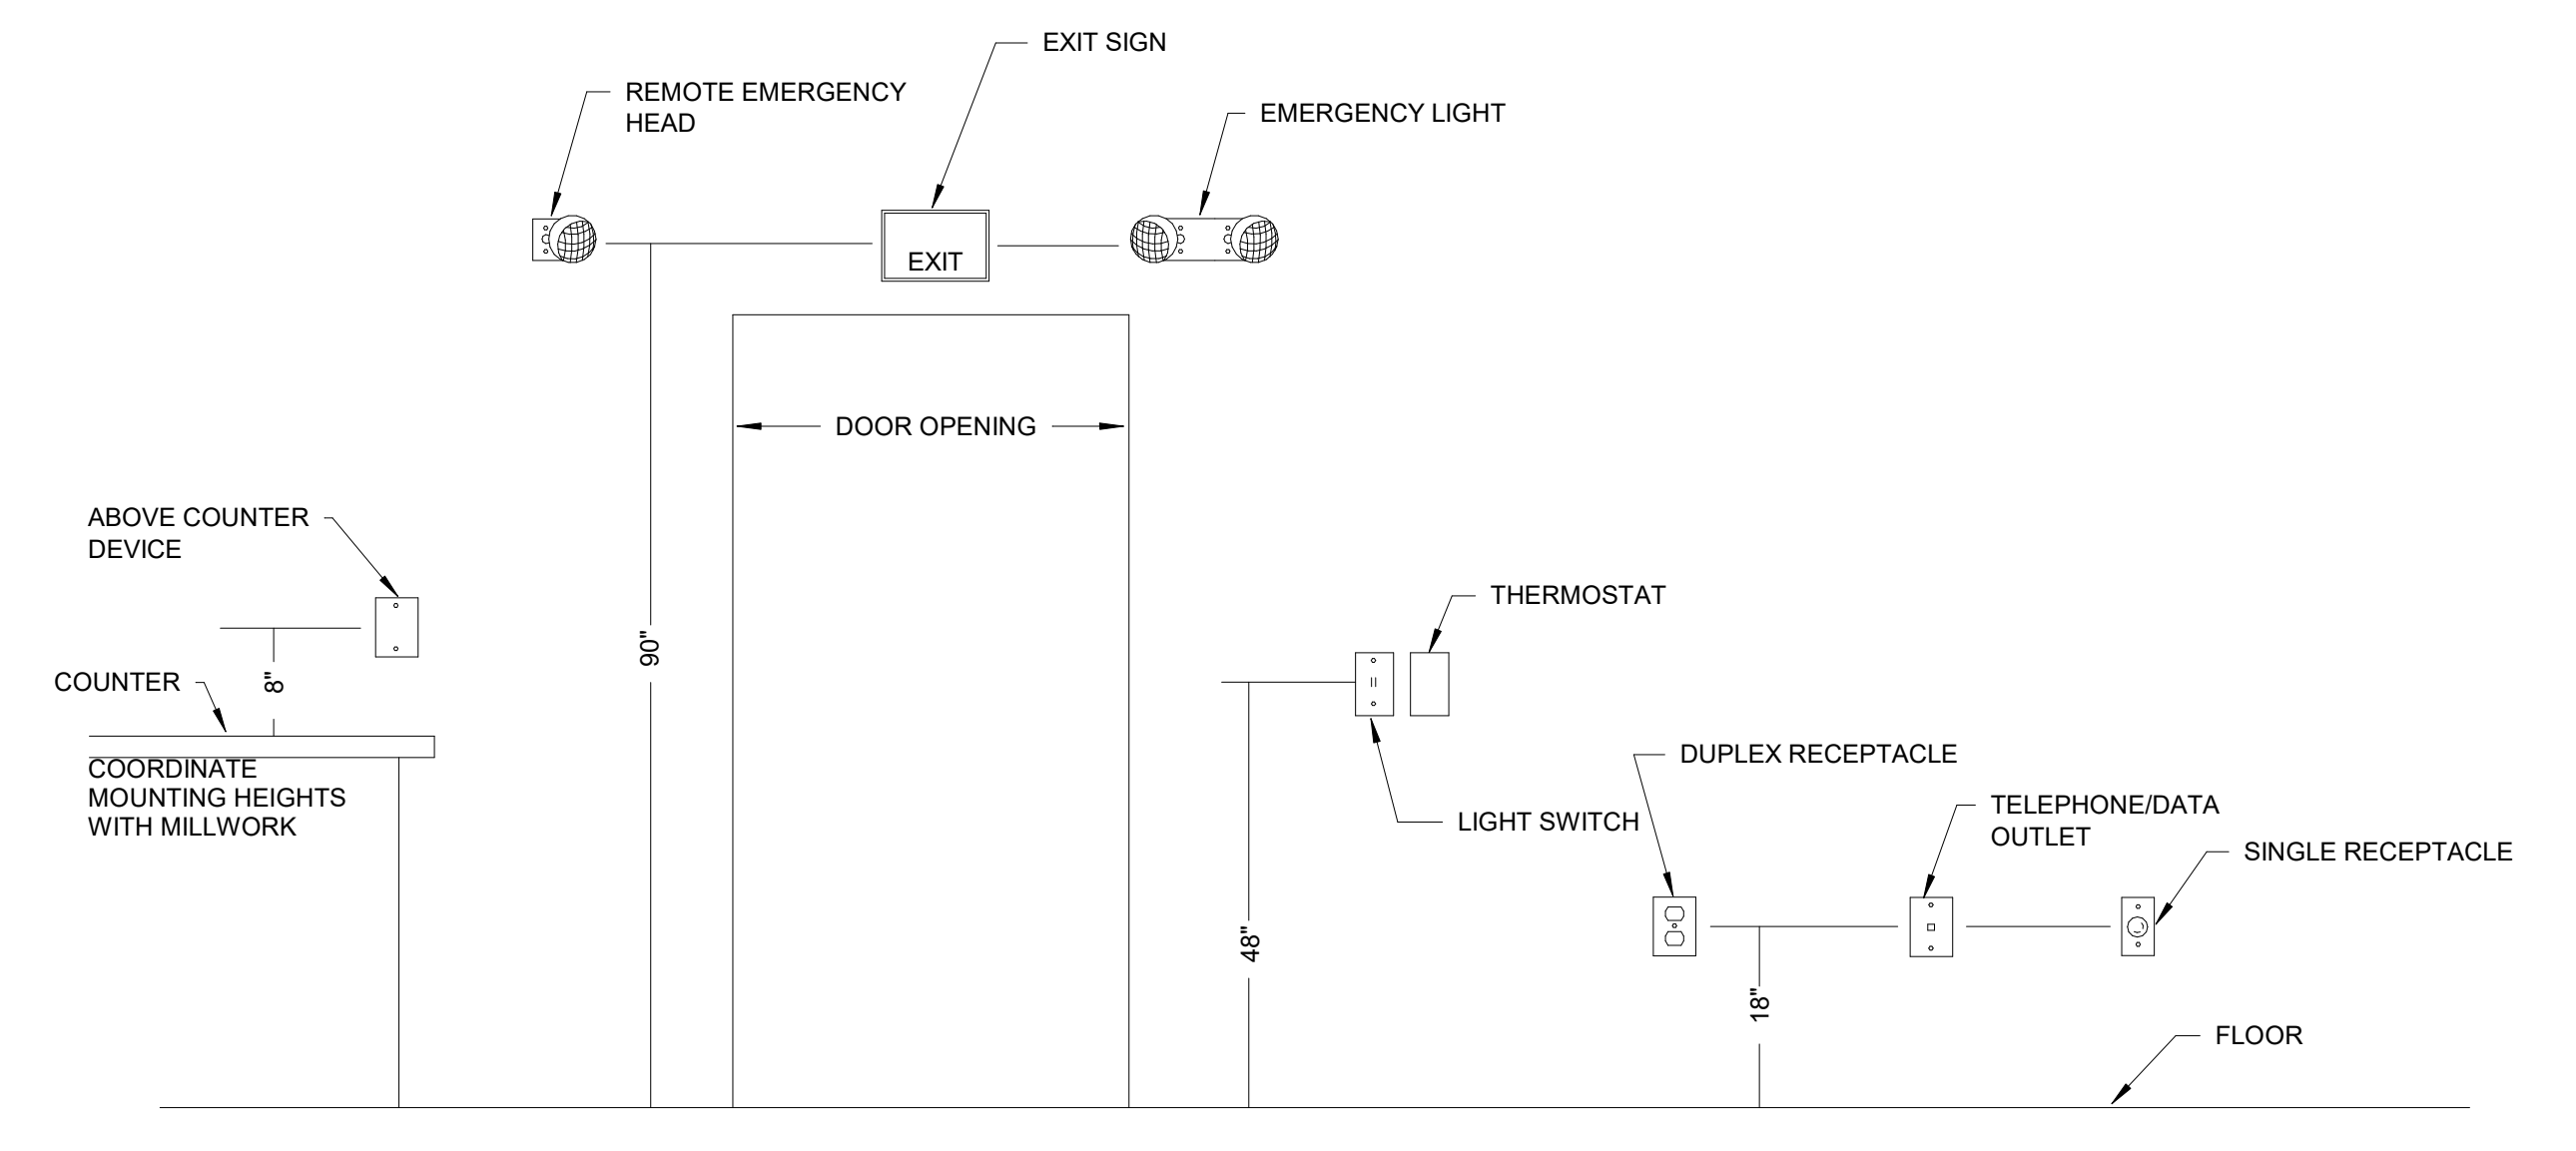 EXIT SIGN
REMOTE EMERGENCY
HEAD
EMERGENCY LIGHT
EXIT
DOOR OPENING
ABOVE COUNTER
DEVICE
THERMOSTAT
90"
COUNTER
8"
COORDINATE
MOUNTING HEIGHTS
WITH MILLWORK
LIGHT SWITCH
DUPLEX RECEPTACLE
TELEPHONE/DATA
OUTLET
SINGLE RECEPTACLE
48"
18"
FLOOR